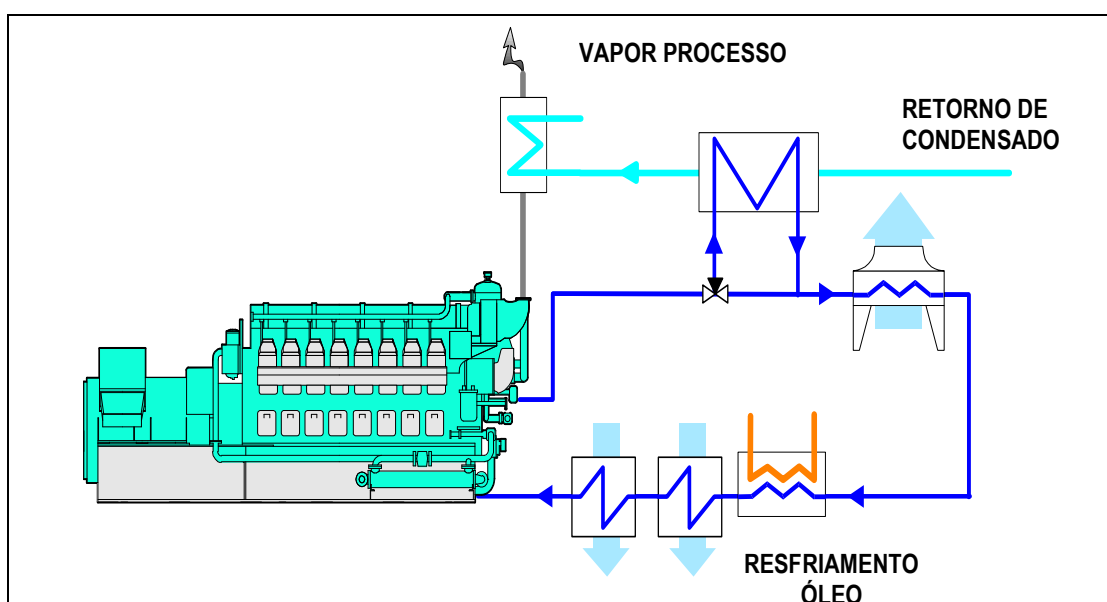 VAPOR PROCESSO
RETORNO DE
CONDENSADO
RESFRIAMENTO
ÓLEO